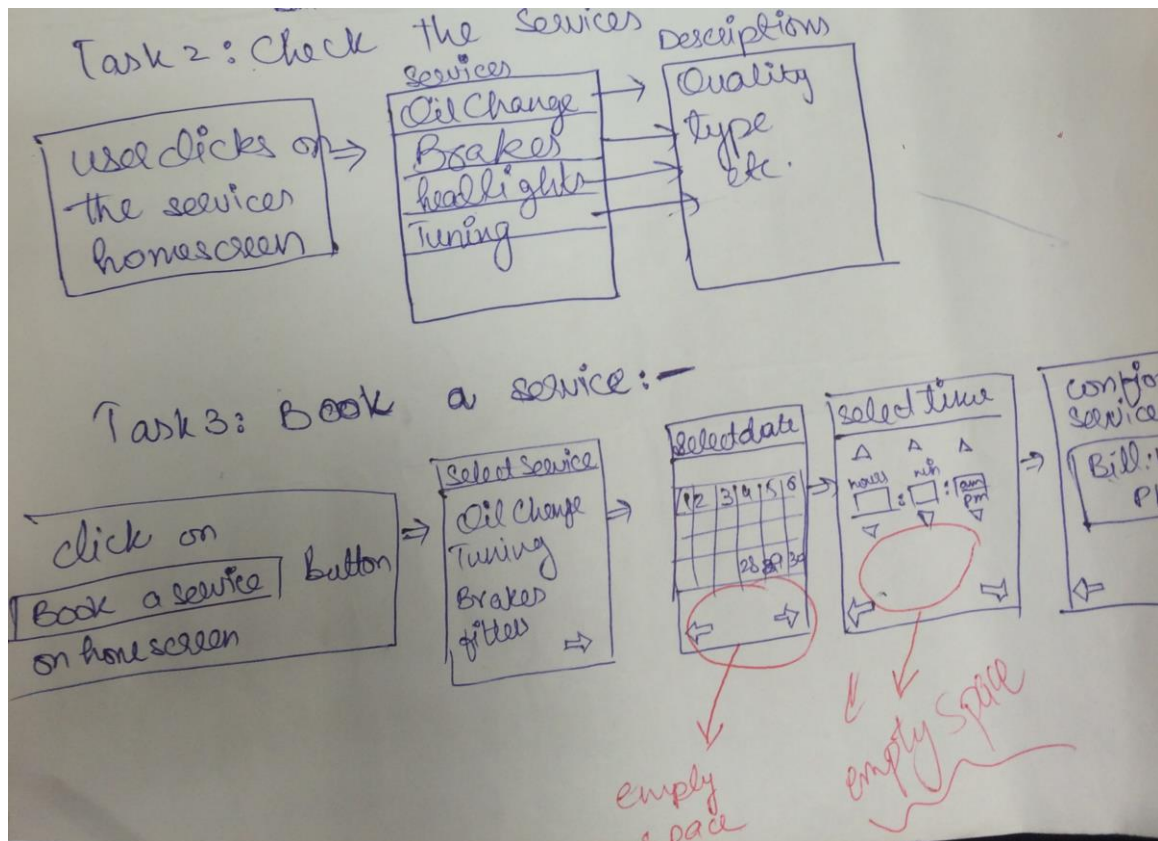 Task 2: Check the Services
user clicks on
the services
homescreen
Services
Oil Change
Brakes
headlights
Tuning
Descriptions
Quality
type
etc.
Task 3: Book a service:-
click on
Book a service Button
on homescreen
Select Service
Oil Change
Tuning
Brakes
Select date
1 2 3 4 5 6
28 29 30
empty
space
Select time
hours : min : am
pm
empty space
service
Bill: